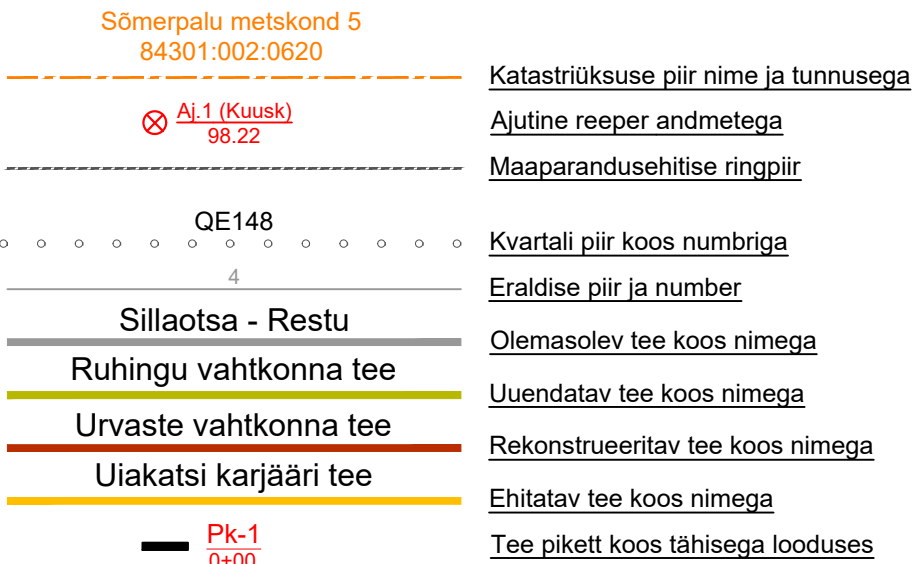 Sõmerpalu metskond 5
84301:002:0620
Katastriüksuse piir nime ja tunnusega
Aj.1 (Kuusk)
98.22
Ajutine reeper andmetega
Maaparandusehitise ringpiir
QE148
Kvartali piir koos numbriga
4
Eraldise piir ja number
Sillaotsa - Restu
Olemasolev tee koos nimega
Ruhingu vahtkonna tee
Uuendatav tee koos nimega
Urvaste vahtkonna tee
Rekonstrueeritav tee koos nimega
Uiakatsi karjääri tee
Ehitatav tee koos nimega
Pk-1
0+00
Tee pikett koos tähisega looduses